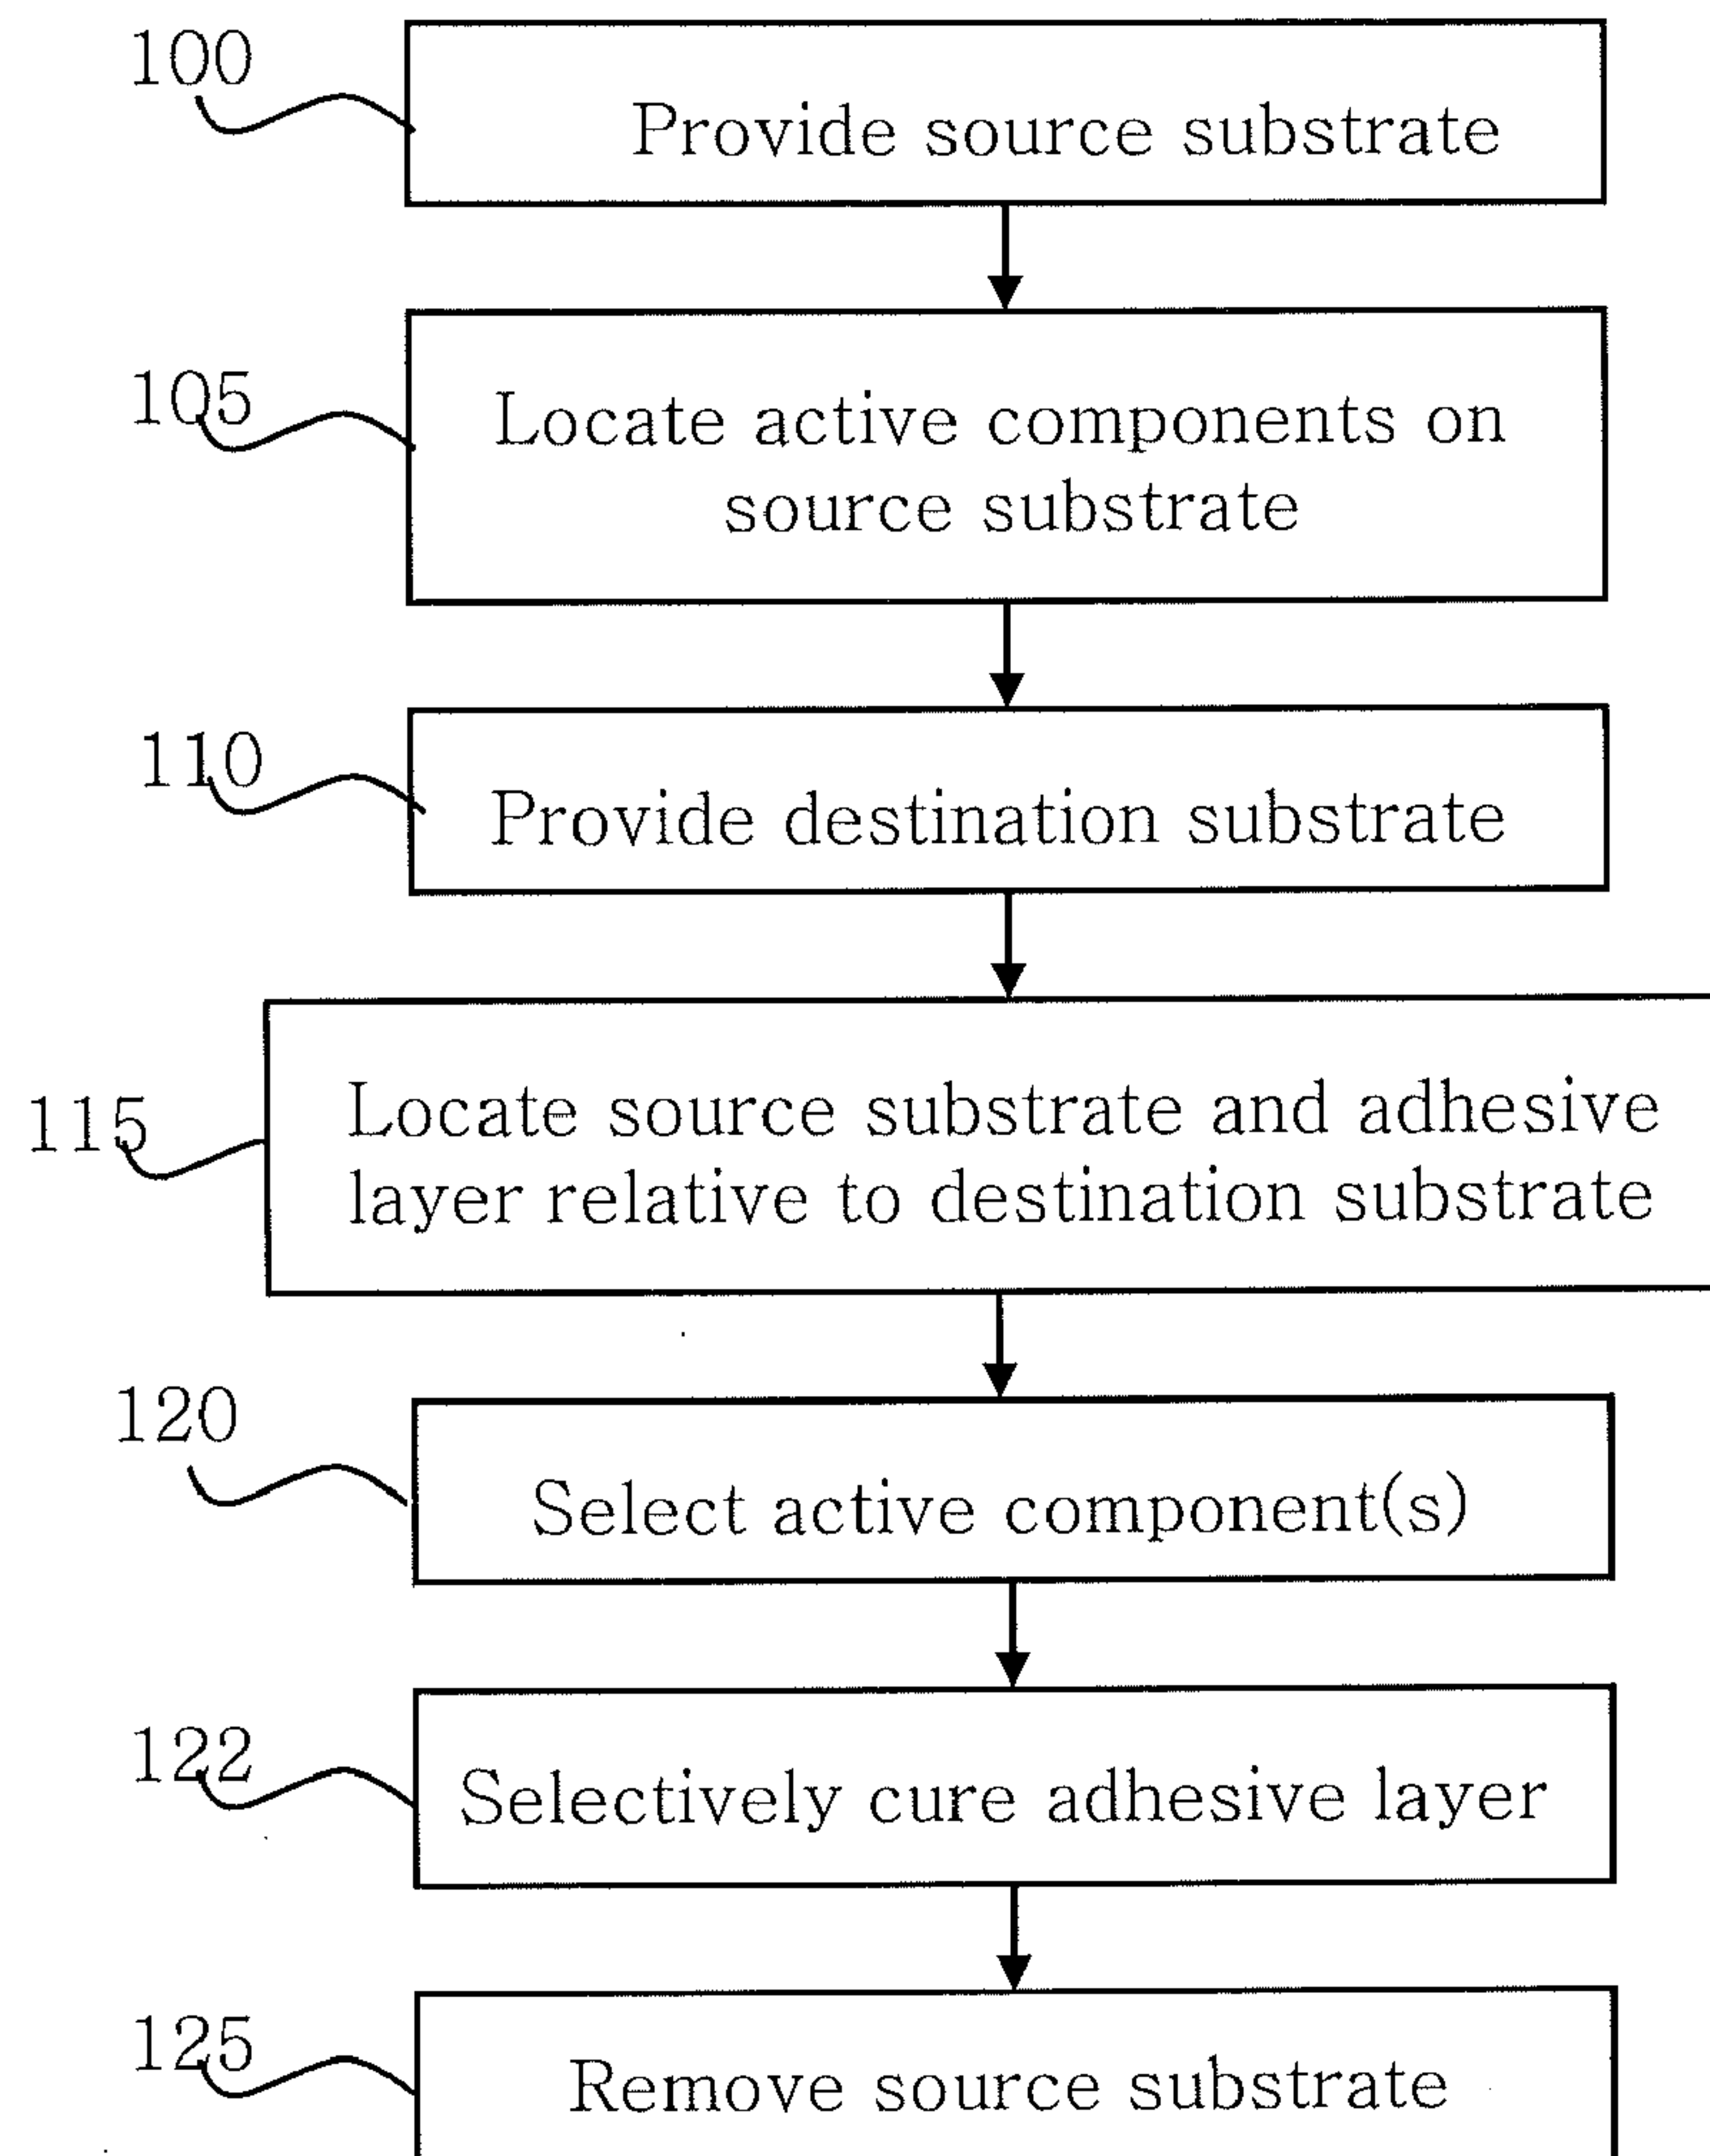 100
Provide source substrate
105
Locate active components on
source substrate
110
Provide destination substrate
115
Locate source substrate and adhesive
layer relative to destination substrate
120
Select active component(s)
122
Selectively cure adhesive layer
125
Remove source substrate